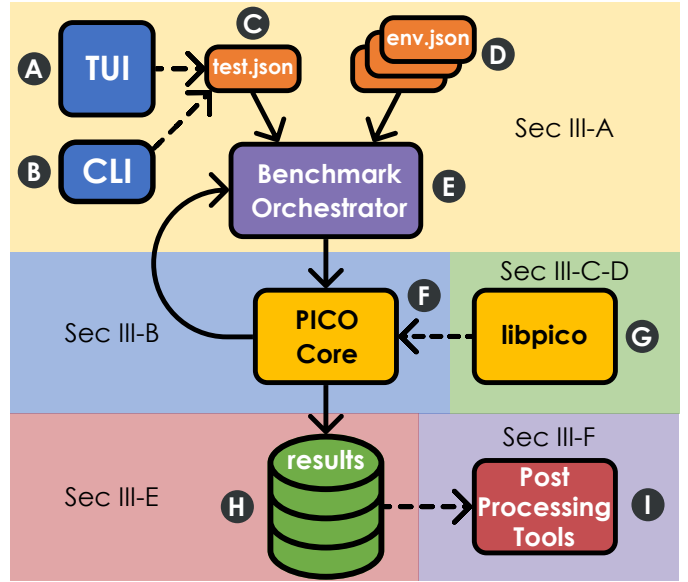 C
env.json
D
A
TUI
test.json
Sec III-A
B
CLI
Benchmark
Orchestrator
E
Sec III-C-D
F
Sec III-B
PICO
Core
libpico
G
Sec III-F
results
Sec III-E
H
Post
Processing
Tools
I